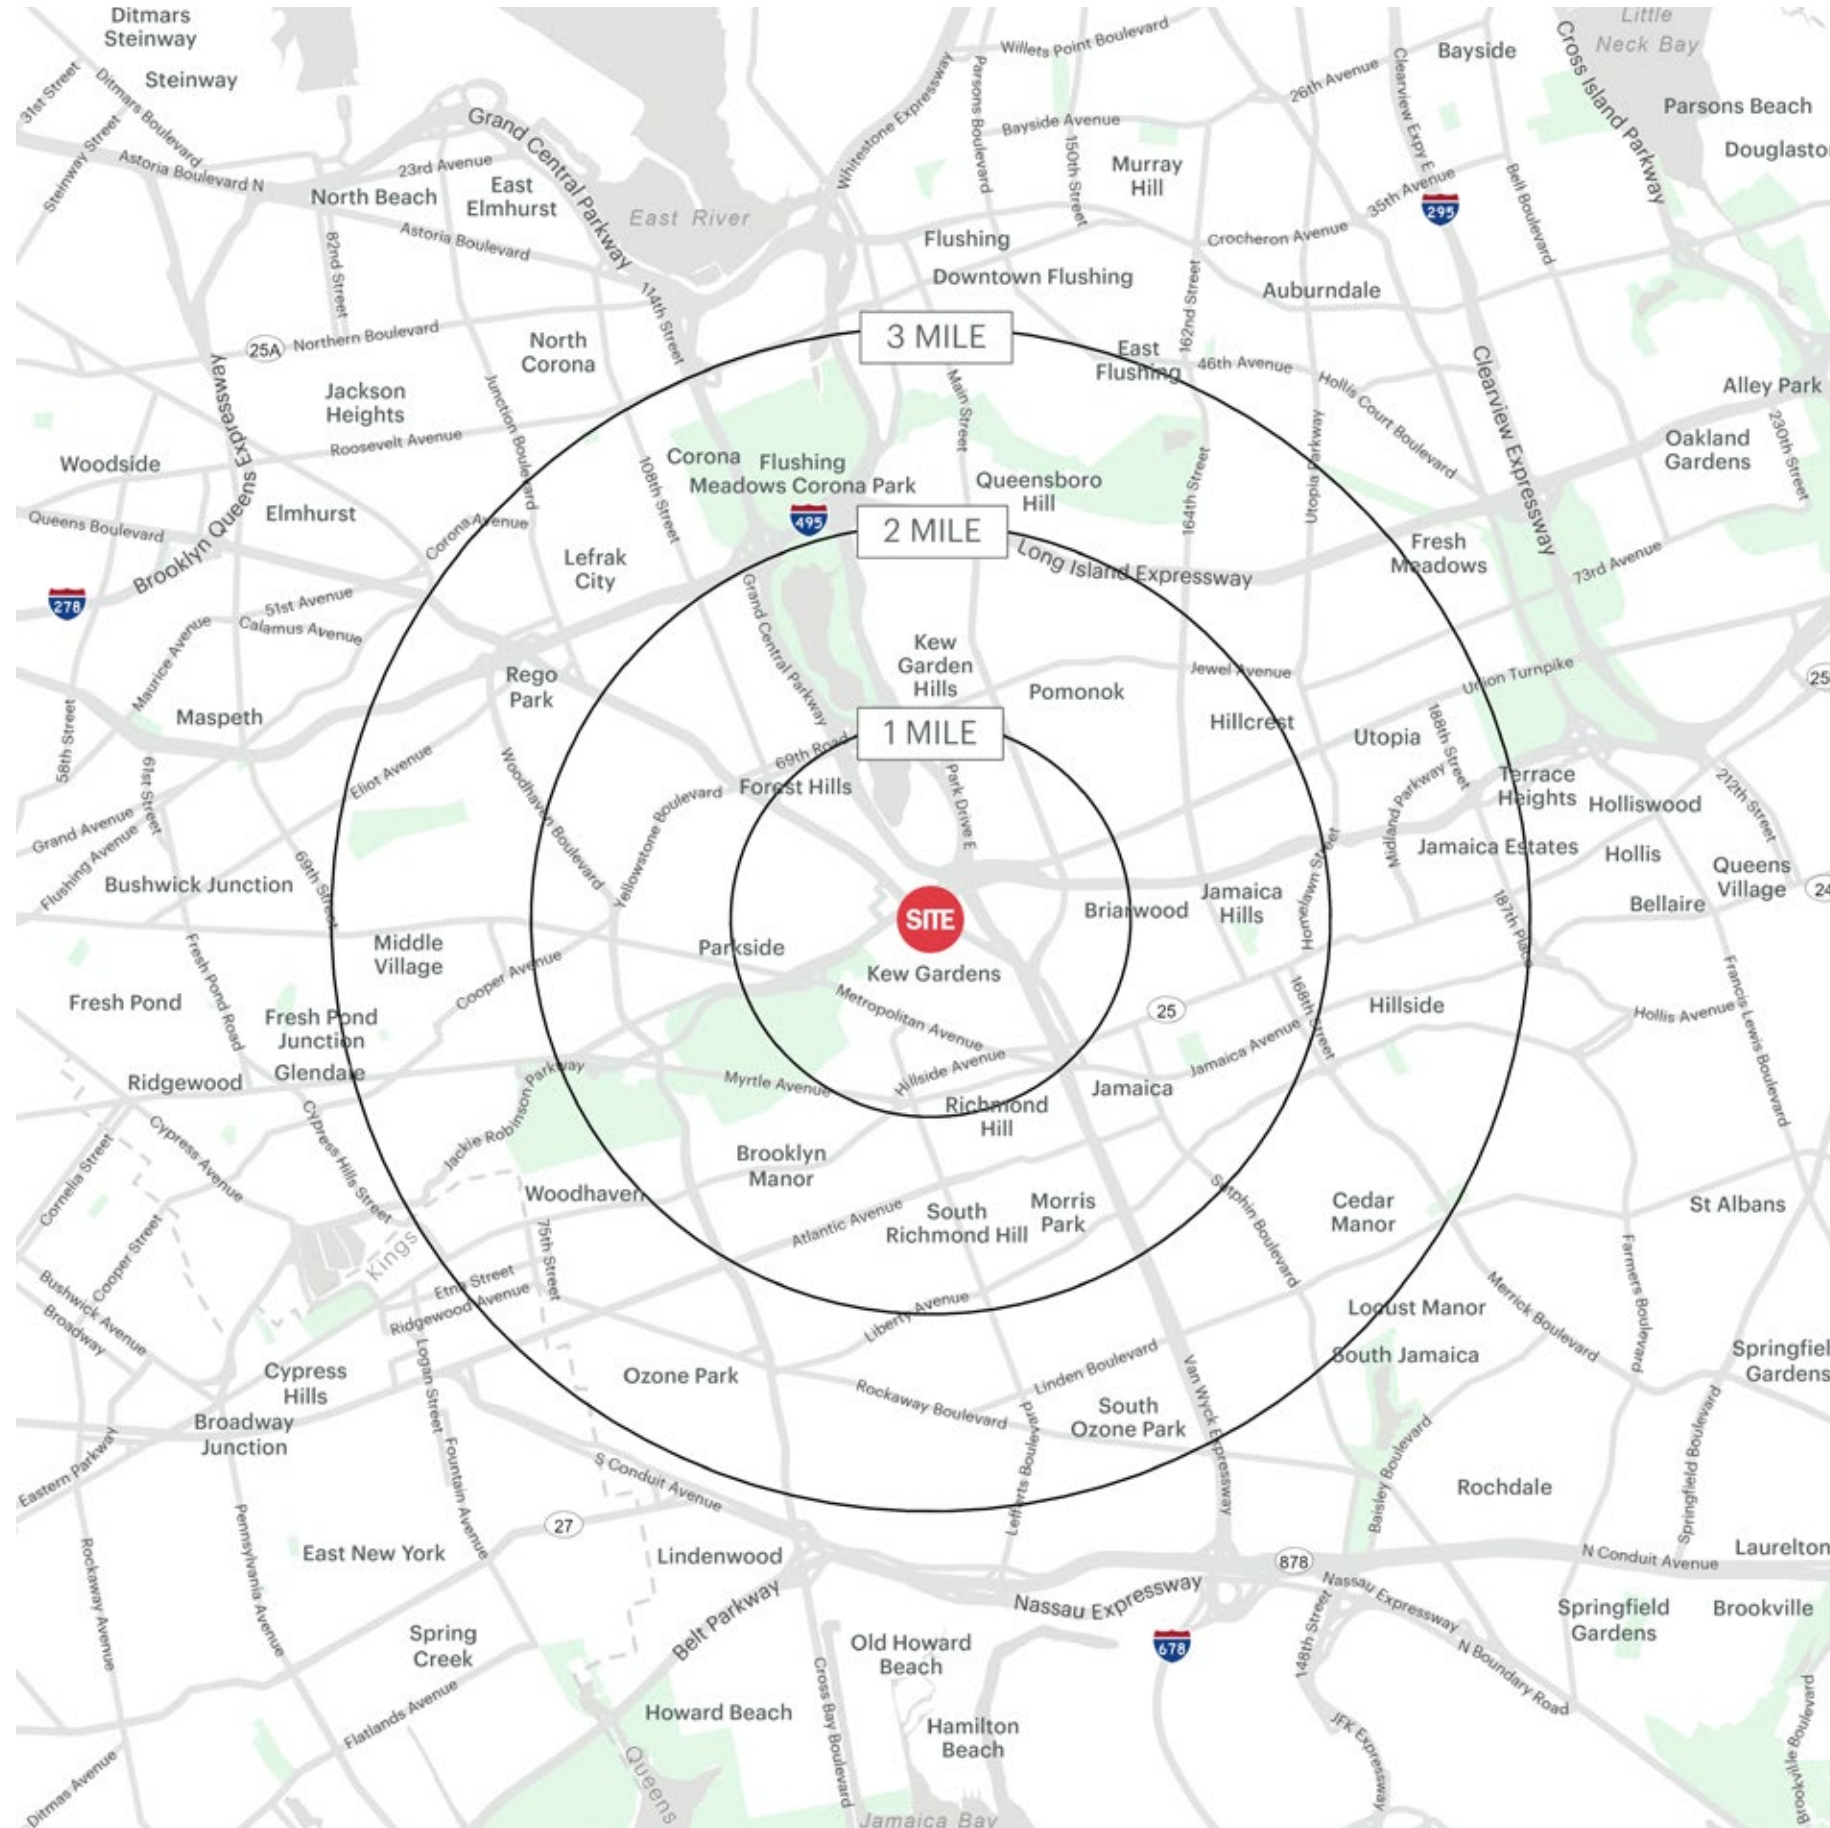 Ditmars
Steinway
Steinway
31st Street
Ditmars Boulevard
Steinway Street
Astoria Boulevard N
Grand Central Parkway
23rd Avenue
North Beach
East
Elmhurst
Astoria Boulevard
82nd Street
East River
Willets Point Boulevard
Whitestone Expressway
Parsons Boulevard
Bayside Avenue
150th Street
Murray
Hill
26th Avenue
Clearview Expy E
Bayside
Cross Island Parkway
Little
Neck Bay
Parsons Beach
Douglasto
35th Avenue
295
Bell Boulevard
Crocheron Avenue
Flushing
Downtown Flushing
162nd Street
Auburndale
114th Street
25A
Northern Boulevard
North
Corona
Jackson
Heights
Junction Boulevard
Roosevelt Avenue
Brooklyn Queens Expressway
Woodside
Elmhurst
Queens Boulevard
Corona Avenue
278
51st Avenue
Calamus Avenue
Maurice Avenue
3 MILE
East
Flushing
46th Avenue
Hollis Court Boulevard
Clearview Expressway
Alley Park
Oakland
Gardens
230th Street
Main Street
Utopia Parkway
164th Street
108th Street
Corona
Flushing
Meadows Corona Park
Queensboro
Hill
495
2 MILE
Long Island Expressway
Lefrak
City
Fresh
Meadows
73rd Avenue
Grand Central Parkway
Kew
Garden
Hills
Jewel Avenue
Pomonok
Union Turnpike
25
Rego
Park
Maspeth
58th Street
61st Street
Eliot Avenue
Woodhaven Boulevard
Yellowstone Boulevard
69th Road
Forest Hills
1 MILE
Park Drive E
Hillcrest
Utopia
188th Street
Midland Parkway
Terrace
Heights
Holliswood
212th Street
Jamaica Estates
Hollis
Queens
Village
24
Bellaire
Grand Avenue
Flushing Avenue
69th Street
Bushwick Junction
Middle
Village
Fresh Pond Road
Fresh Pond
Fresh Pond
Junction
Glendale
Ridgewood
Cooper Avenue
Parkside
SITE
Kew Gardens
Briarwood
Jamaica
Hills
Homelawn Street
187th Place
Metropolitan Avenue
25
168th Street
Hillside
Hollis Avenue
Francis Lewis Boulevard
Jamaica Avenue
Hillside Avenue
Jamaica
Myrtle Avenue
Richmond
Hill
Jackie Robinson Parkway
Cypress Hills Street
Cypress Avenue
Cornelia Street
Cooper Street
Bushwick Avenue
Broadway
Kings
Brooklyn
Manor
Woodhaven
75th Street
Atlantic Avenue
South
Richmond Hill
Morris
Park
Sutphin Boulevard
Cedar
Manor
St Albans
Farmers Boulevard
Etna Street
Ridgewood Avenue
Liberty Avenue
Locust Manor
Merrick Boulevard
South Jamaica
Springfiel
Gardens
Logan Street
Cypress
Hills
Ozone Park
Rockaway Boulevard
Linden Boulevard
Van Wyck Expressway
South
Ozone Park
Lefferts Boulevard
Baisley Boulevard
Springfield Boulevard
Broadway
Junction
Eastern Parkway
Fountain Avenue
S Conduit Avenue
Rochdale
27
East New York
Pennsylvania Avenue
Rockaway Avenue
Lindenwood
878
N Conduit Avenue
Laurelton
Nassau Expressway
Nassau Expressway
Belt Parkway
Springfield
Gardens
Brookville
148th Street
678
N Boundary Road
Spring
Creek
Old Howard
Beach
Flatlands Avenue
Cross Bay Boulevard
Howard Beach
Hamilton
Beach
JFK Expressway
Brookville Boulevard
Ditmas Avenue
Queens
Jamaica Bay